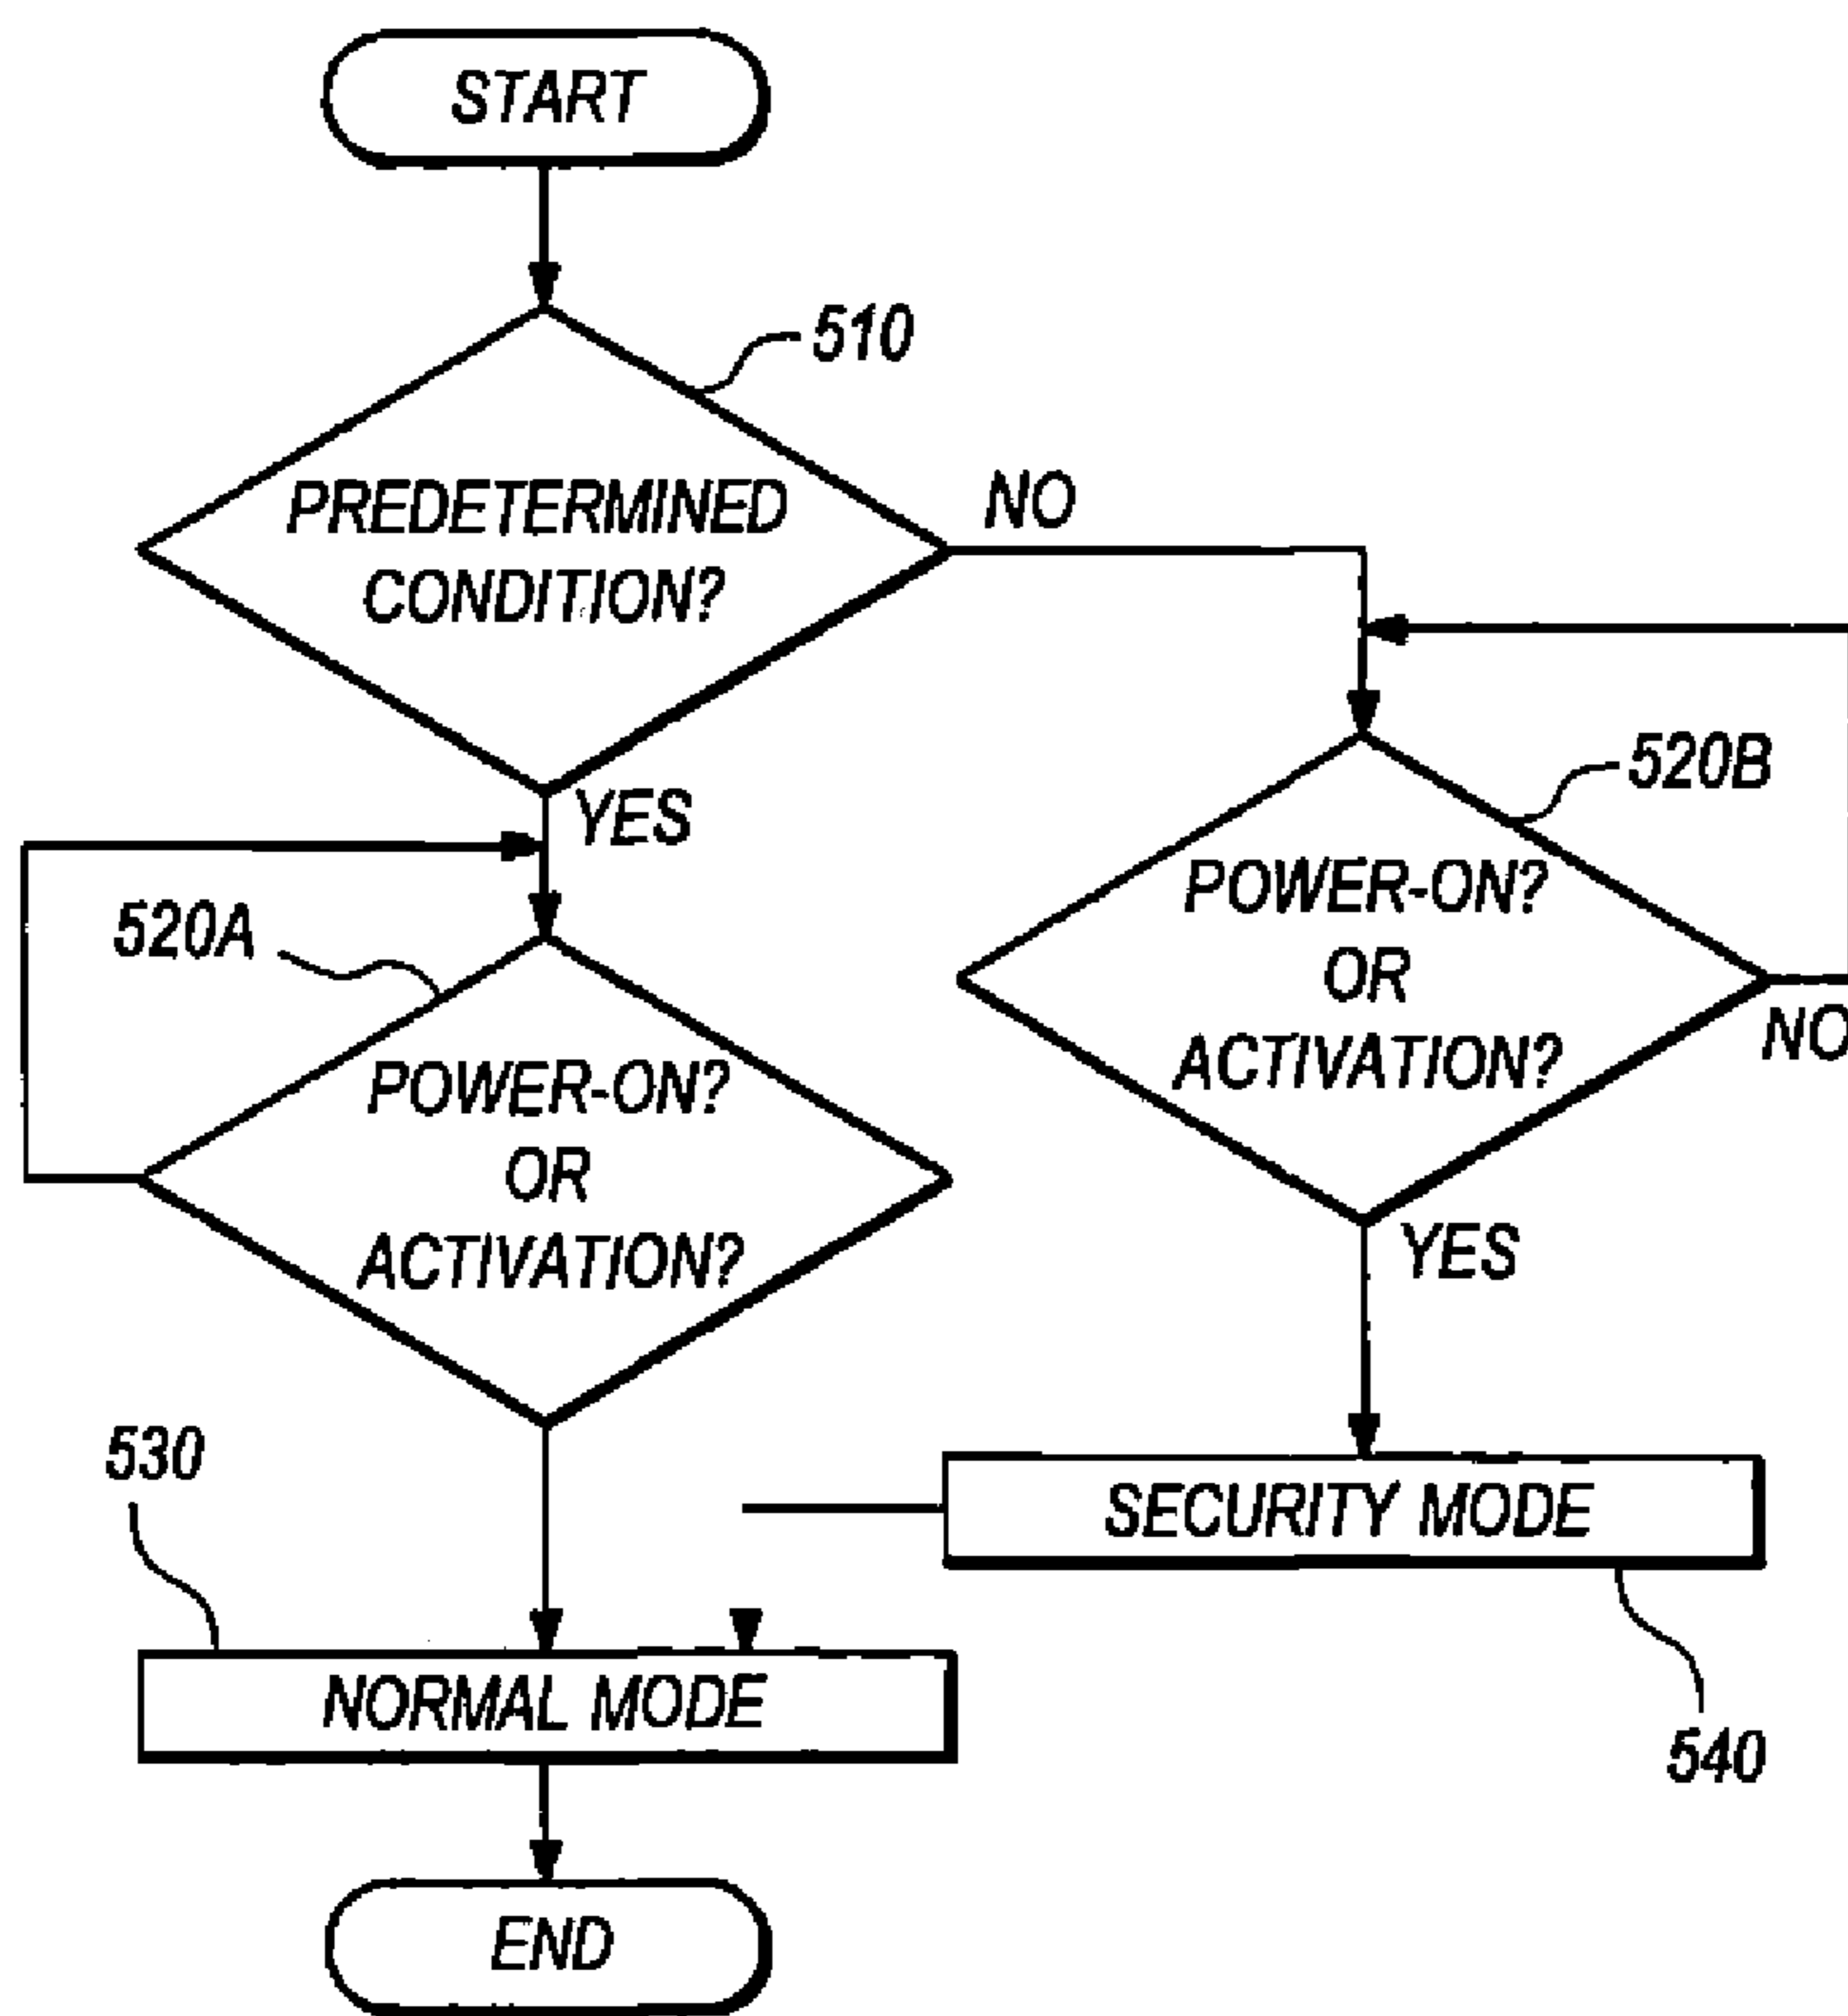 START
510
PREDETERMINED
CONDITION?
NO
YES
520B
POWER-ON?
OR
ACTIVATION?
NO
YES
520A
POWER-ON?
OR
ACTIVATION?
530
SECURITY MODE
540
NORMAL MODE
END